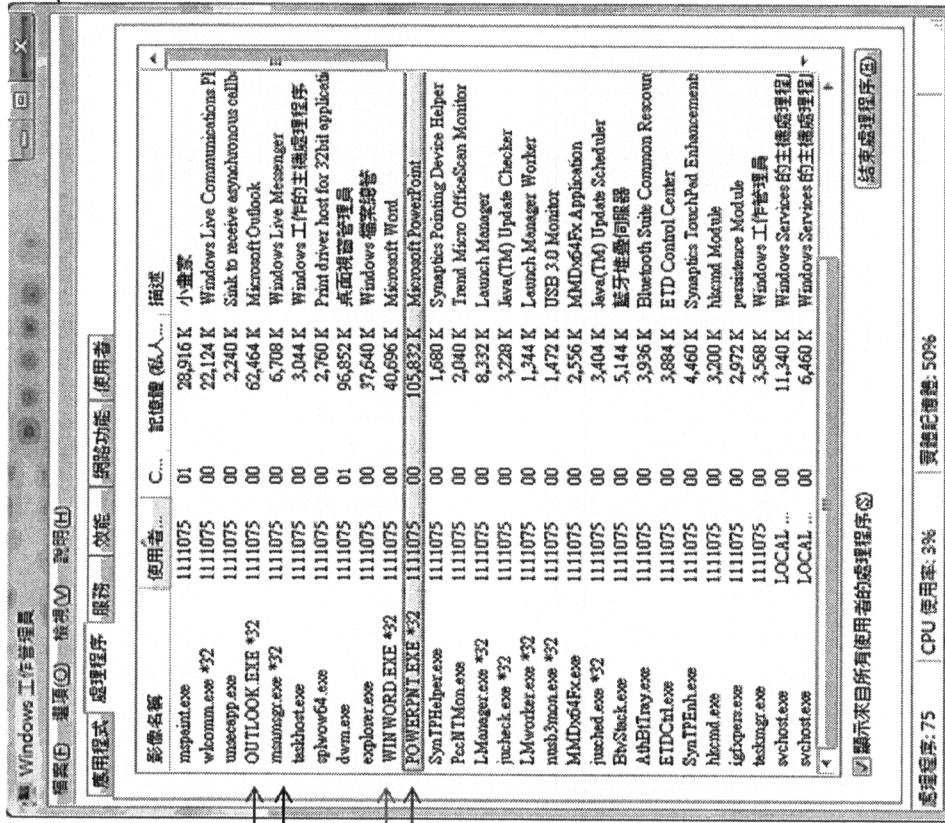 Windows 工作管理員
檔案(F) 選項(O) 檢視(V) 說明(H)
應用程式 處理程序 服務 效能 網路功能 使用者
影像名稱 使用者... C... 記憶體 (私人... 描述
mspaint.exe 1111075 01 28,916 K 小畫家
wlcomm.exe *32 1111075 00 22,124 K Windows Live Communications Pl
unsecapp.exe 1111075 00 2,240 K Sink to receive asynchronous callb
OUTLOOK.EXE *32 1111075 00 62,464 K Microsoft Outlook
msnmsgr.exe *32 1111075 00 6,708 K Windows Live Messenger
taskhost.exe 1111075 00 3,044 K Windows 工作的主機處理程序
splwow64.exe 1111075 00 2,760 K Print driver host for 32bit applicati
dwm.exe 1111075 01 96,852 K 桌面視窗管理員
explorer.exe 1111075 00 37,640 K Windows 檔案總管
WINWORD.EXE *32 1111075 00 40,696 K Microsoft Word
POWERPNT.EXE *32 1111075 00 105,832 K Microsoft PowerPoint
SynTPHelper.exe 1111075 00 1,680 K Synaptics Pointing Device Helper
PccNTMon.exe 1111075 00 2,040 K Trend Micro OfficeScan Monitor
LManager.exe *32 1111075 00 8,332 K Launch Manager
jucheck.exe *32 1111075 00 3,228 K Java(TM) Update Checker
LMworker.exe *32 1111075 00 1,344 K Launch Manager Worker
nusb3mon.exe *32 1111075 00 1,472 K USB 3.0 Monitor
MMDx64Fx.exe 1111075 00 2,556 K MMDx64Fx Application
jusched.exe *32 1111075 00 3,404 K Java(TM) Update Scheduler
BtvStack.exe 1111075 00 5,144 K 藍牙堆疊伺服器
AthBtTray.exe 1111075 00 3,936 K Bluetooth Suite Common Rescourc
ETDCtrl.exe 1111075 00 3,884 K ETD Control Center
SynTPEnh.exe 1111075 00 4,460 K Synaptics TouchPad Enhancements
hkcmd.exe 1111075 00 3,200 K hkcmd Module
igfxpers.exe 1111075 00 2,972 K persistence Module
taskmgr.exe 1111075 00 3,568 K Windows 工作管理員
svchost.exe LOCAL ... 00 11,340 K Windows Services 的主機處理程序
svchost.exe LOCAL ... 00 6,460 K Windows Services 的主機處理程序
顯示來自所有使用者的處理程序(S) 結束處理程序(E)
處理程序: 75 CPU 使用率: 3% 實體記憶體: 50%